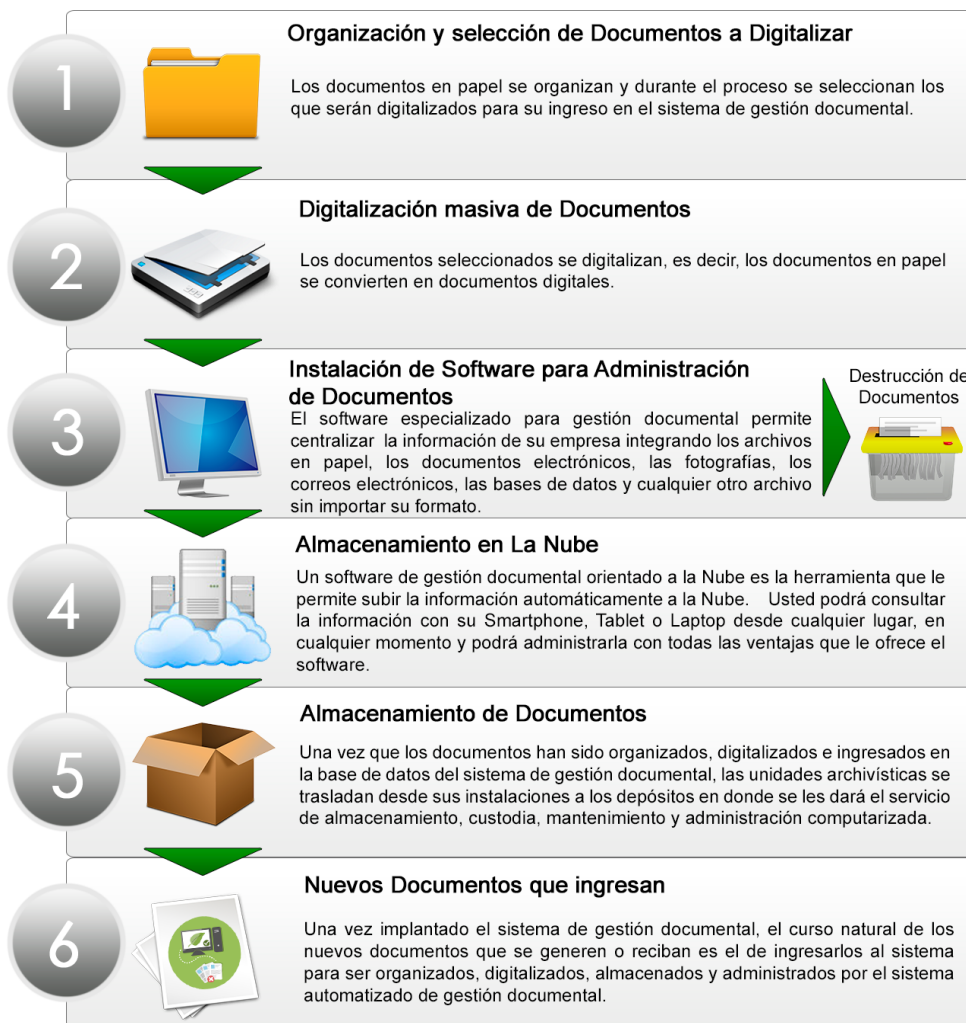 1
Organización y selección de Documentos a Digitalizar
Los documentos en papel se organizan y durante el proceso se seleccionan los
que serán digitalizados para su ingreso en el sistema de gestión documental.
2
Digitalización masiva de Documentos
Los documentos seleccionados se digitalizan, es decir, los documentos en papel
se convierten en documentos digitales.
3
Instalación de Software para Administración
de Documentos
El software especializado para gestión documental permite
centralizar la información de su empresa integrando los archivos
en papel, los documentos electrónicos, las fotografías, los
correos electrónicos, las bases de datos y cualquier otro archivo
sin importar su formato.
Destrucción de
Documentos
4
Almacenamiento en La Nube
Un software de gestión documental orientado a la Nube es la herramienta que le
permite subir la información automáticamente a la Nube. Usted podrá consultar
la información con su Smartphone, Tablet o Laptop desde cualquier lugar, en
cualquier momento y podrá administrarla con todas las ventajas que le ofrece el
software.
5
Almacenamiento de Documentos
Una vez que los documentos han sido organizados, digitalizados e ingresados en
la base de datos del sistema de gestión documental, las unidades archivísticas se
trasladan desde sus instalaciones a los depósitos en donde se les dará el servicio
de almacenamiento, custodia, mantenimiento y administración computarizada.
6
Nuevos Documentos que ingresan
Una vez implantado el sistema de gestión documental, el curso natural de los
nuevos documentos que se generen o reciban es el de ingresarlos al sistema
para ser organizados, digitalizados, almacenados y administrados por el sistema
automatizado de gestión documental.